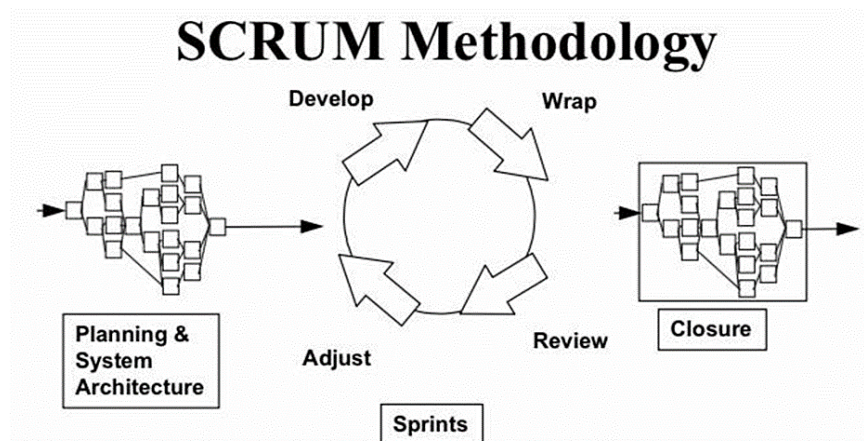 SCRUM Methodology
Develop
Wrap
Planning &
System
Architecture
Adjust
Review
Closure
Sprints